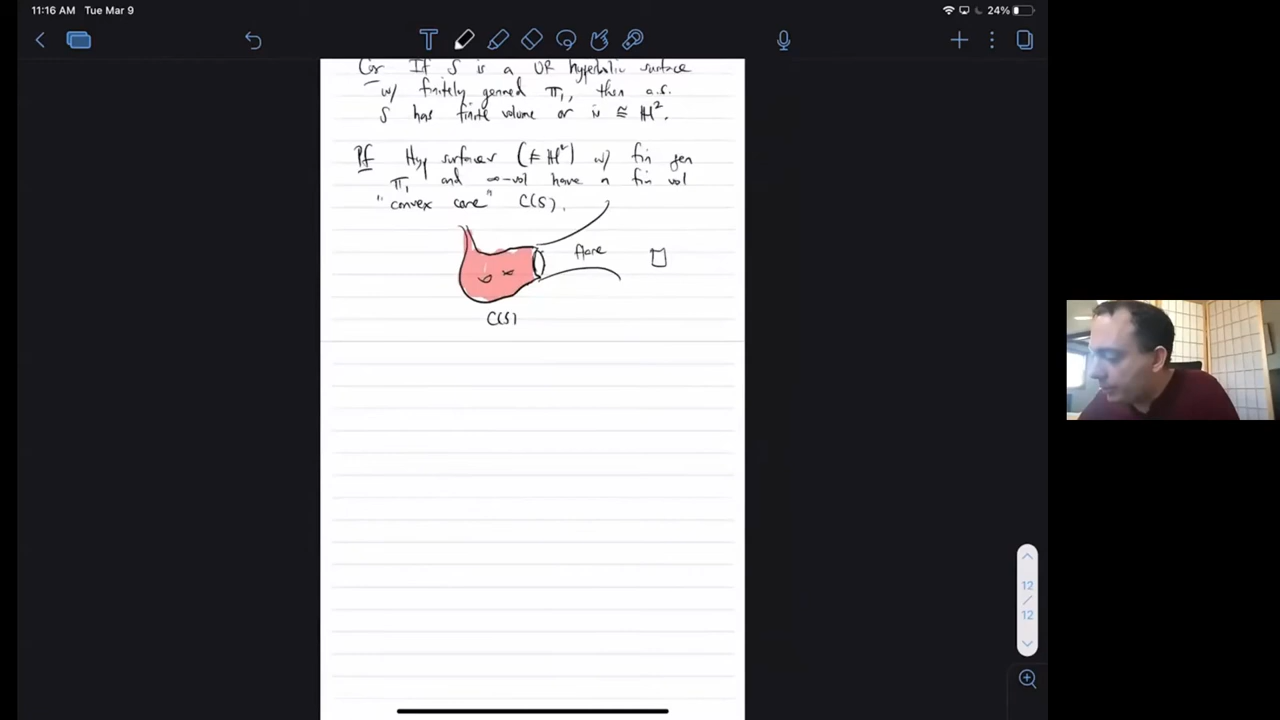 11:16 AM Tue Mar 9
24%
Cor If S is a UR hyperbolic surface
w/ finitely genned π₁, then a.s.
S has finite volume or is ≅ ℍ².
Pf Hyp surfaces (≠ ℍ²) w/ fin gen
π₁ and ∞-vol have a fin vol
"convex core" C(S).
flare
C(S)
12
/
12